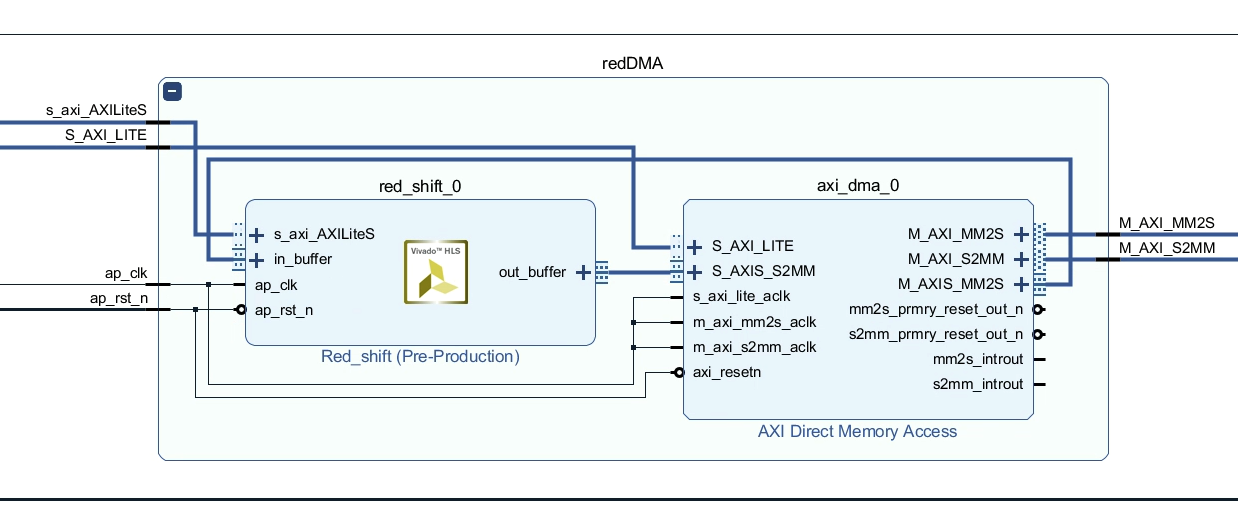 redDMA
s_axi_AXILiteS
S_AXI_LITE
ap_clk
ap_rst_n
red_shift_0
s_axi_AXILiteS
in_buffer
ap_clk
ap_rst_n
Vivado™ HLS
out_buffer
Red_shift (Pre-Production)
axi_dma_0
S_AXI_LITE
S_AXIS_S2MM
s_axi_lite_aclk
m_axi_mm2s_aclk
m_axi_s2mm_aclk
axi_resetn
M_AXI_MM2S
M_AXI_S2MM
M_AXIS_MM2S
mm2s_prmry_reset_out_n
s2mm_prmry_reset_out_n
mm2s_introut
s2mm_introut
AXI Direct Memory Access
M_AXI_MM2S
M_AXI_S2MM